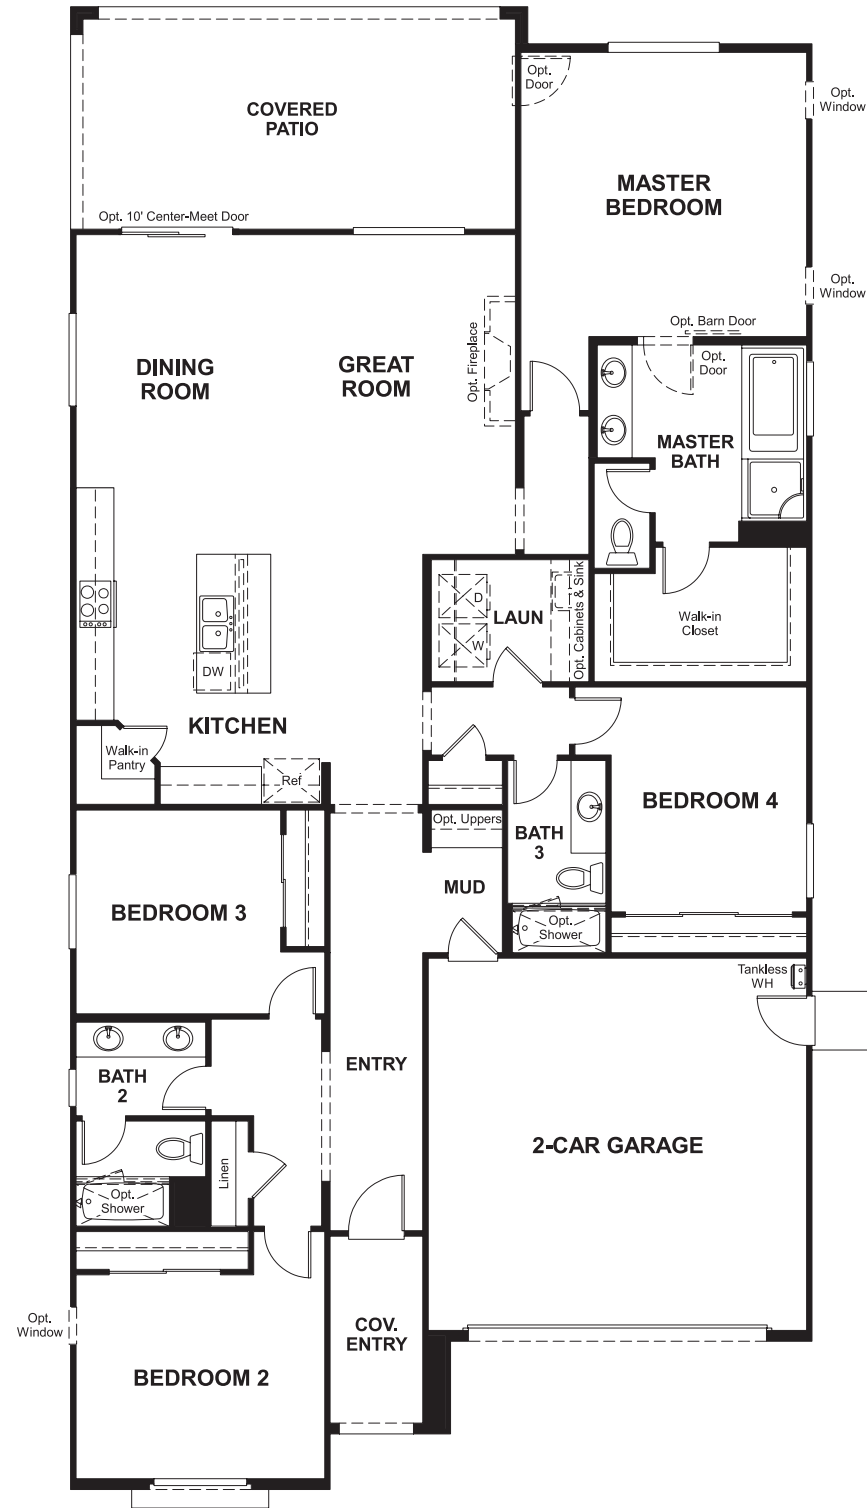 Opt.
Door
Opt.
Window
COVERED
PATIO
MASTER
BEDROOM
Opt. 10' Center-Meet Door
Opt.
Window
Opt. Barn Door
Opt. Fireplace
Opt.
Door
DINING
ROOM
GREAT
ROOM
MASTER
BATH
Opt. Cabinets & Sink
D
LAUN
W
Walk-in
Closet
DW
KITCHEN
Walk-in
Pantry
Ref
BEDROOM 4
Opt. Uppers
BATH
3
MUD
BEDROOM 3
Opt.
Shower
Tankless
WH
ENTRY
BATH
2
2-CAR GARAGE
Linen
Opt.
Shower
Opt.
Window
COV.
ENTRY
BEDROOM 2